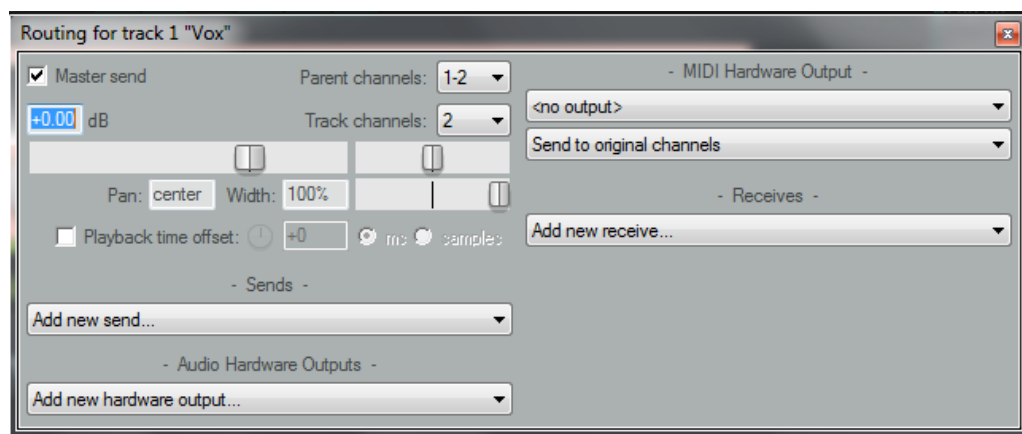 Routing for track 1 "Vox"
Master send Parent channels: 1-2
+0.00 dB Track channels: 2
Pan: center Width: 100%
Playback time offset: +0 ms samples
- Sends -
Add new send...
- Audio Hardware Outputs -
Add new hardware output...
- MIDI Hardware Output -
<no output>
Send to original channels
- Receives -
Add new receive...